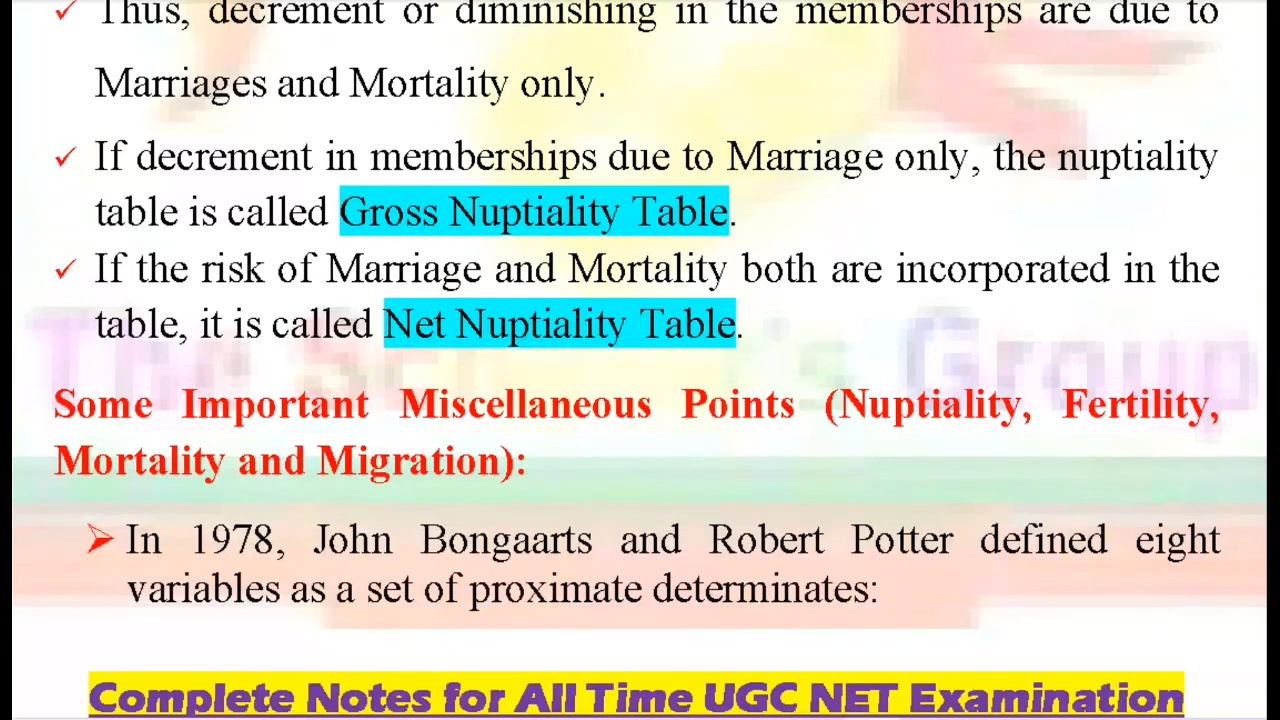 ✓ Thus, decrement or diminishing in the memberships are due to
Marriages and Mortality only.
✓ If decrement in memberships due to Marriage only, the nuptiality
table is called Gross Nuptiality Table.
✓ If the risk of Marriage and Mortality both are incorporated in the
table, it is called Net Nuptiality Table.
Some Important Miscellaneous Points (Nuptiality, Fertility,
Mortality and Migration):
➢ In 1978, John Bongaarts and Robert Potter defined eight
variables as a set of proximate determinates:
Complete Notes for All Time UGC NET Examination